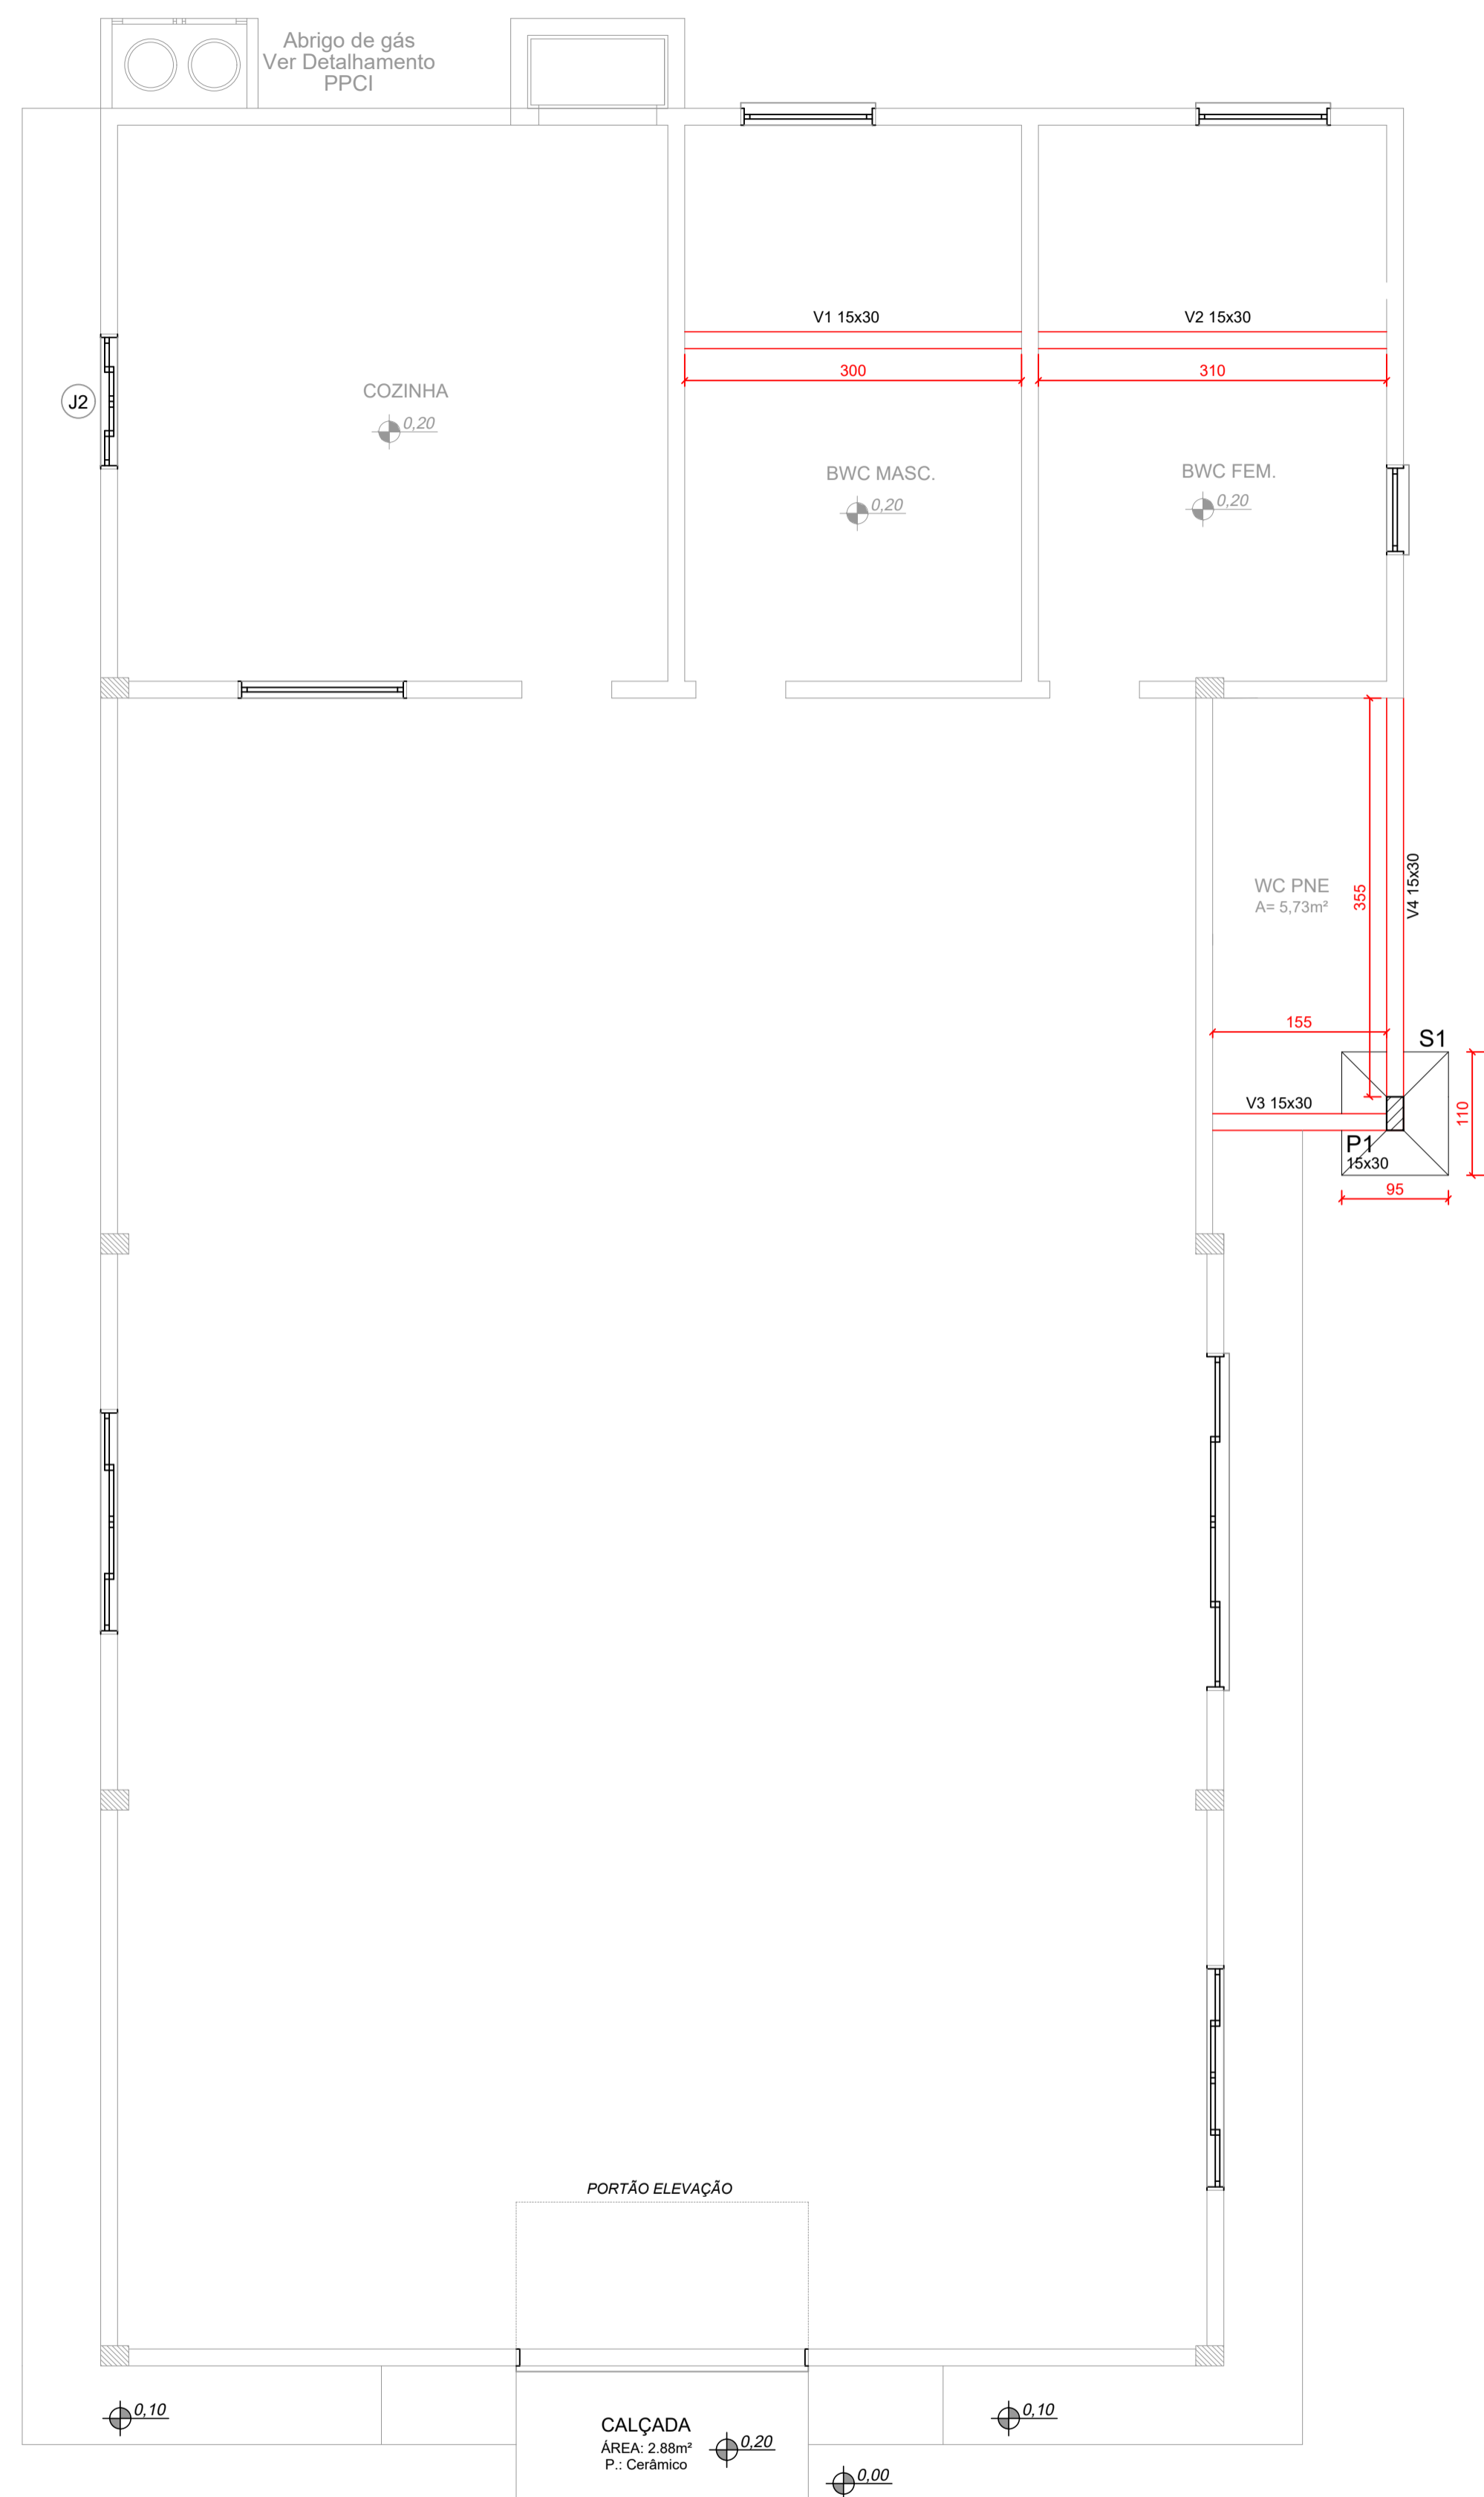 Abrigo de gás
Ver Detalhamento
PPCI
V1 15x30
V2 15x30
300
310
J2
COZINHA
0,20
BWC MASC.
0,20
BWC FEM.
0,20
WC PNE
A= 5,73m²
355
V4 15x30
155
S1
V3 15x30
110
P1
15x30
95
PORTÃO ELEVAÇÃO
0,10
CALÇADA
ÁREA: 2.88m²
P.: Cerâmico
0,20
0,10
0,00